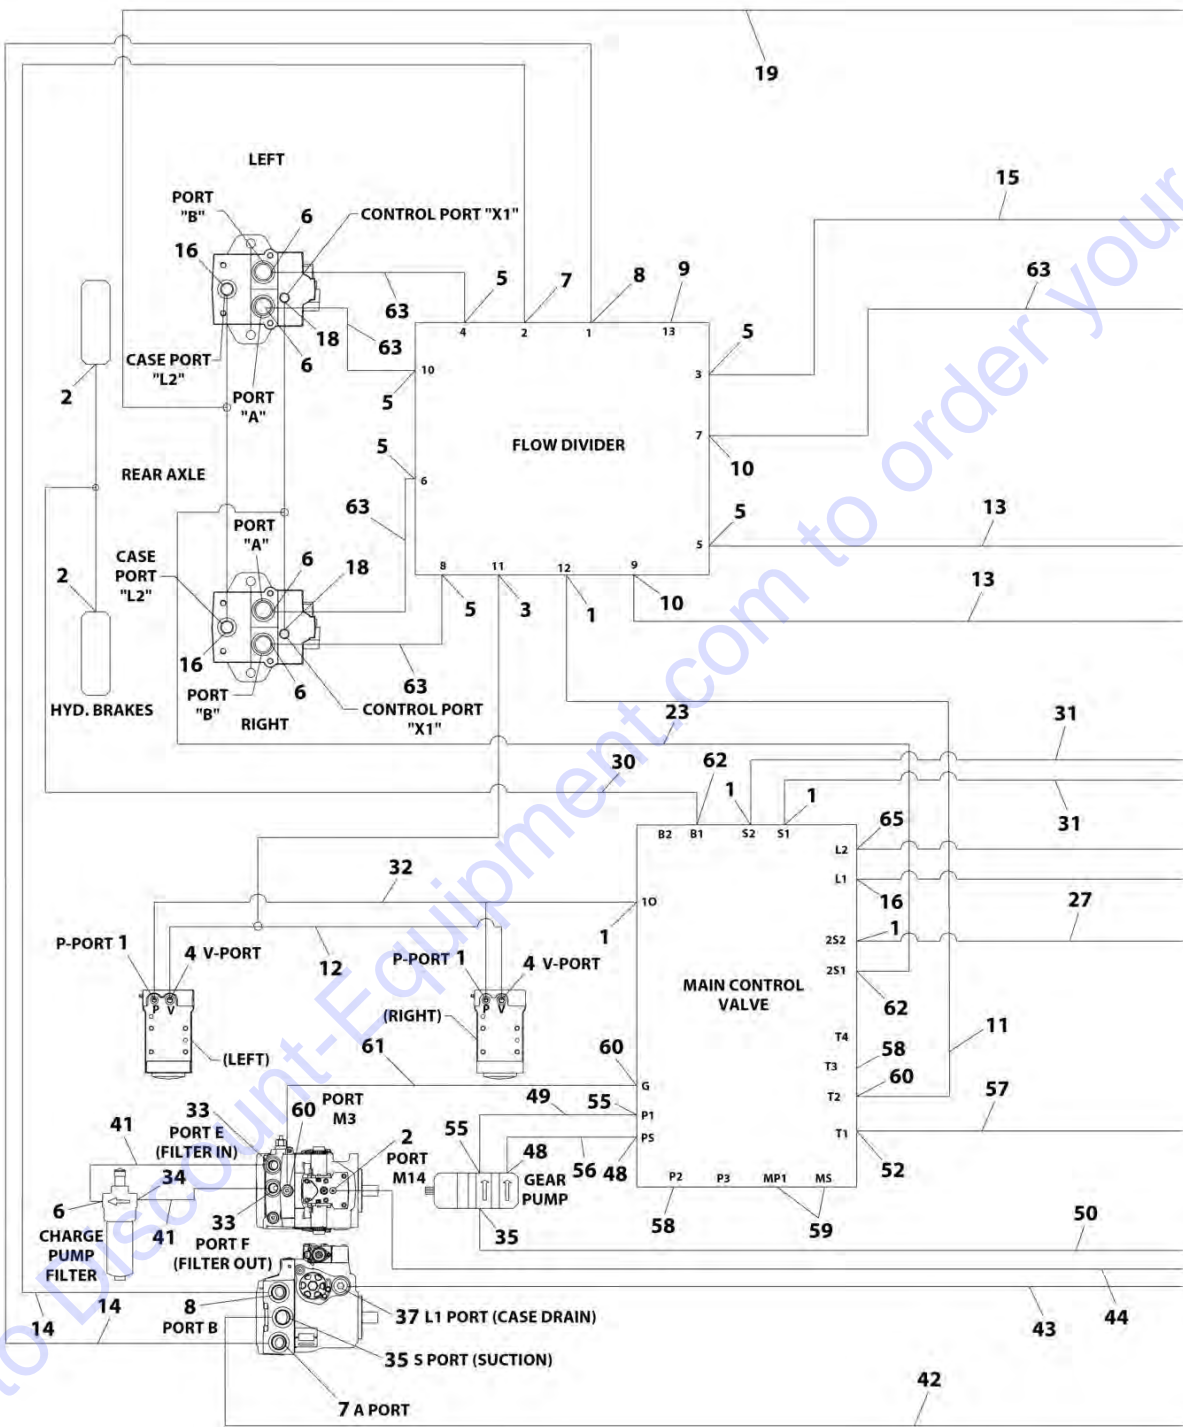 19
LEFT
15
PORT
"B"
6
CONTROL PORT "X1"
16
63
5
7
8
9
63
4
2
1
13
18
63
5
CASE PORT
"L2"
6
10
3
2
PORT
"A"
5
FLOW DIVIDER
7
5
10
REAR AXLE
6
63
5
13
PORT
"A"
5
CASE
PORT
"L2"
6
18
8
11
12
9
2
5
3
1
10
13
16
6
63
PORT
"B"
CONTROL PORT
"X1"
HYD. BRAKES
RIGHT
23
31
30
62
1
1
31
B2
B1
S2
S1
65
L2
32
L1
16
10
27
1
1
P-PORT 1
4 V-PORT
12
P-PORT 1
4 V-PORT
2S2
2S1
MAIN CONTROL
VALVE
62
P V
P V
(RIGHT)
11
(LEFT)
T4
61
60
58
T3
60
G
T2
33
60
PORT
M3
49
55
P1
57
41
PORT E
(FILTER IN)
2
PORT
M14
55
48
56
48
PS
T1
52
34
GEAR
PUMP
P2
P3
MP1
MS
6
41
33
35
58
59
50
CHARGE
PUMP
FILTER
PORT F
(FILTER OUT)
14
14
8
PORT B
37 L1 PORT (CASE DRAIN)
43
44
35 S PORT (SUCTION)
42
7 A PORT
to Discount-Equipment.com to order your